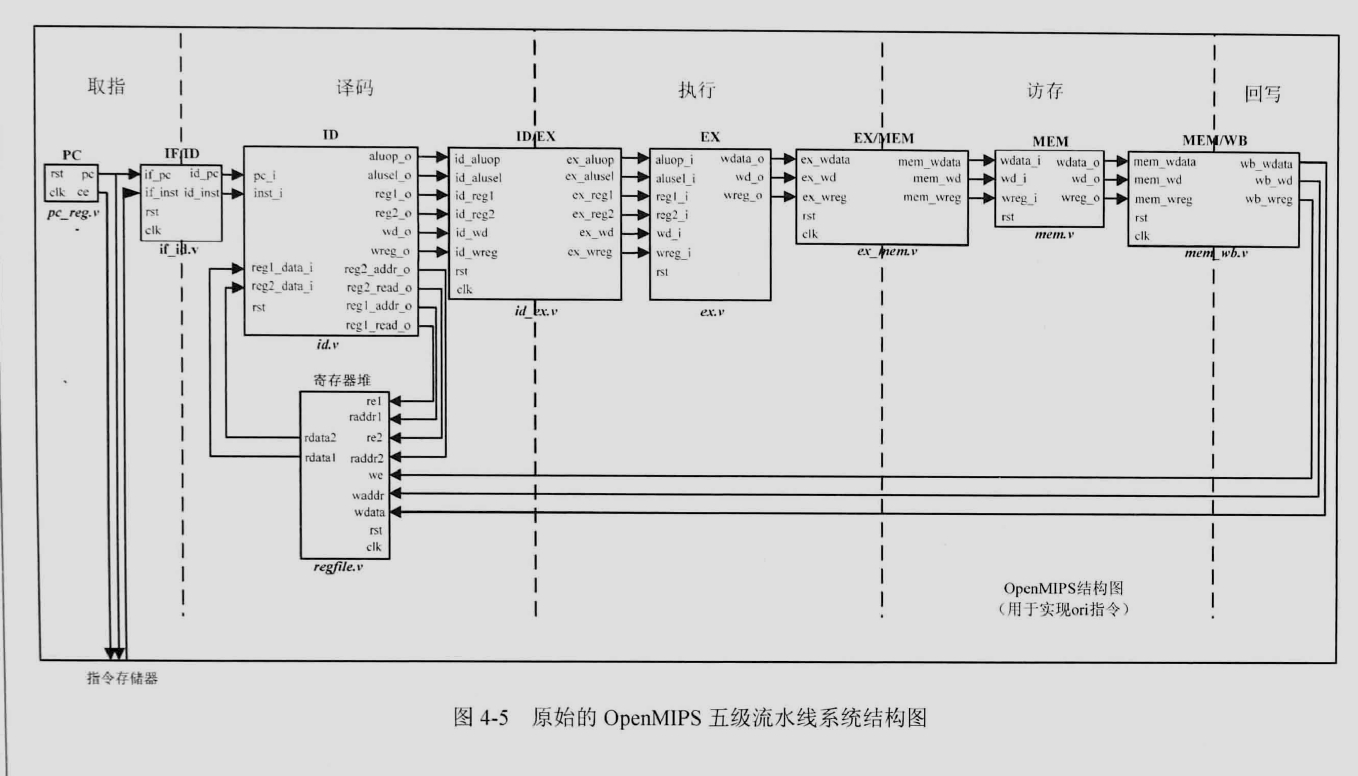 取指
译码
执行
访存
回写
PC
rst pc
clk ce
pc_reg.v
IF/ID
if_pc id_pc
if_inst id_inst
rst
clk
if_id.v
ID
aluop_o
alusel_o
pc_i
reg1_o
inst_i
reg2_o
wd_o
wreg_o
reg1_data_i reg2_addr_o
reg2_data_i reg2_read_o
rst reg1_addr_o
reg1_read_o
id.v
ID/EX
id_aluop ex_aluop
id_alusel ex_alusel
id_reg1 ex_reg1
id_reg2 ex_reg2
id_wd ex_wd
id_wreg ex_wreg
rst
clk
id_ex.v
EX
aluop_i wdata_o
alusel_i wd_o
reg1_i wreg_o
reg2_i
wd_i
wreg_i
rst
ex.v
EX/MEM
ex_wdata mem_wdata
ex_wd mem_wd
ex_wreg mem_wreg
rst
clk
ex_mem.v
MEM
wdata_i wdata_o
wd_i wd_o
wreg_i wreg_o
rst
mem.v
MEM/WB
mem_wdata wb_wdata
mem_wd wb_wd
mem_wreg wb_wreg
rst
clk
mem_wb.v
寄存器堆
re1
raddr1
rdata2 re2
rdata1 raddr2
we
waddr
wdata
rst
clk
regfile.v
OpenMIPS结构图
（用于实现ori指令）
指令存储器
图 4-5 原始的 OpenMIPS 五级流水线系统结构图